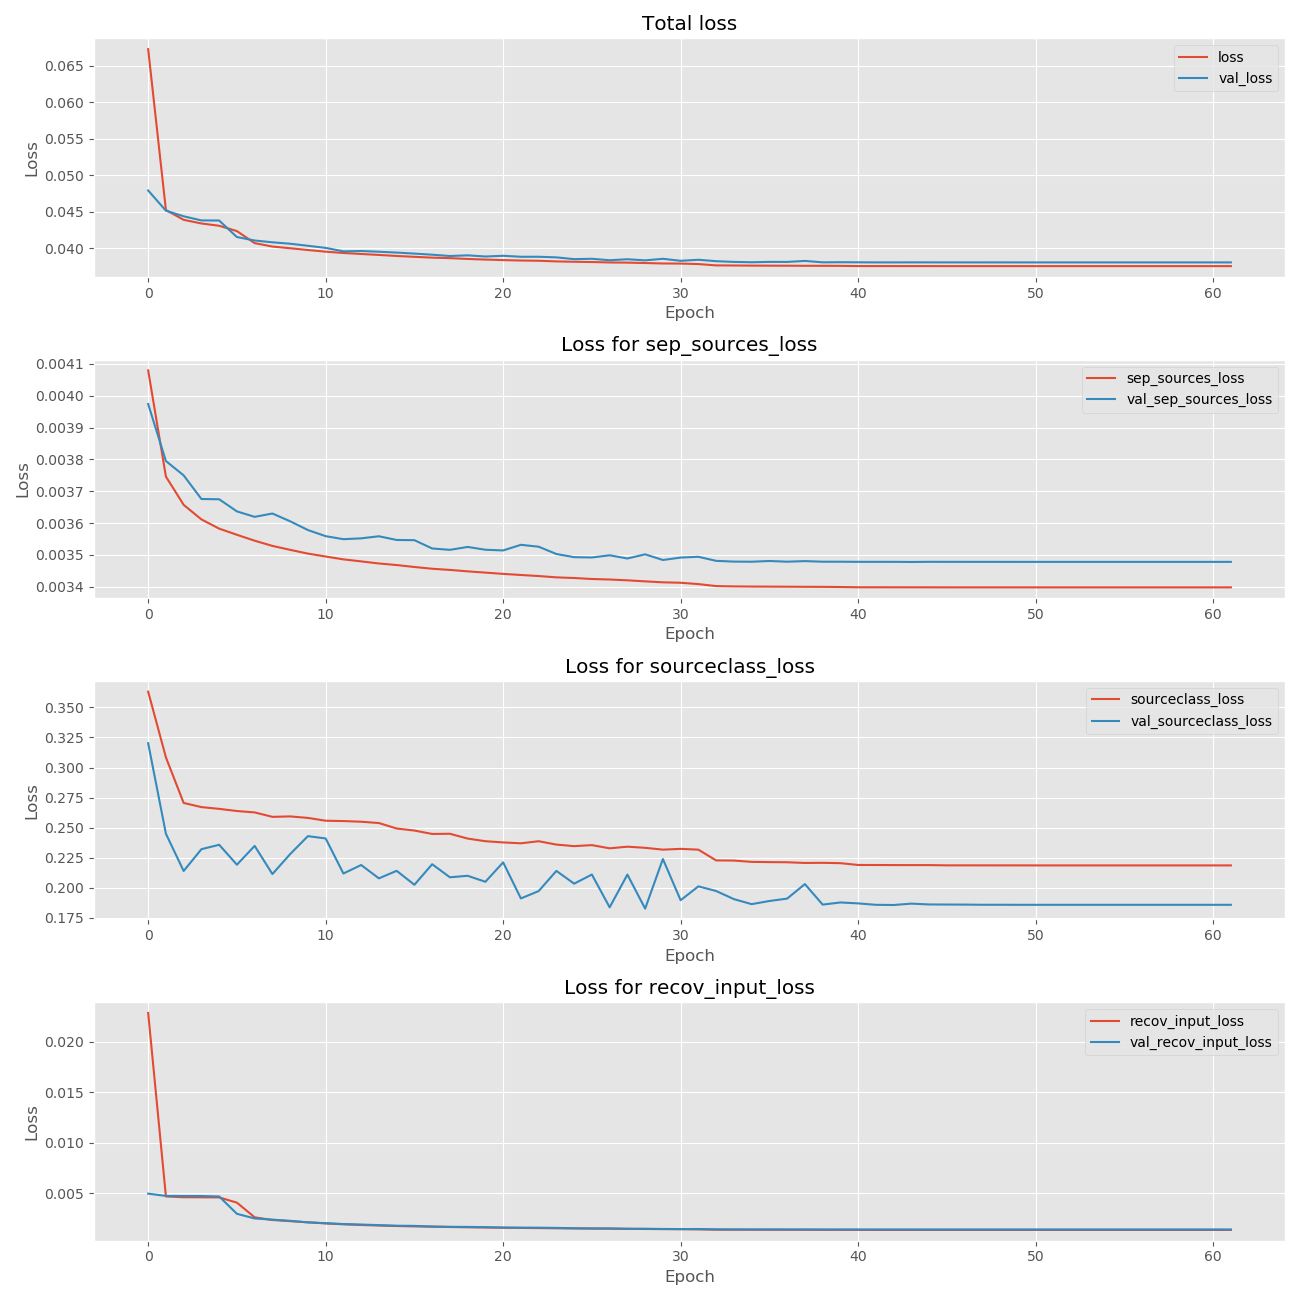 Total loss
0.065
0.060
0.055
0.050
0.045
0.040
Loss
loss
val_loss
0 10 20 30 40 50 60
Epoch
Loss for sep_sources_loss
0.0041
0.0040
0.0039
0.0038
0.0037
0.0036
0.0035
0.0034
Loss
sep_sources_loss
val_sep_sources_loss
0 10 20 30 40 50 60
Epoch
Loss for sourceclass_loss
0.350
0.325
0.300
0.275
0.250
0.225
0.200
0.175
Loss
sourceclass_loss
val_sourceclass_loss
0 10 20 30 40 50 60
Epoch
Loss for recov_input_loss
0.020
0.015
0.010
0.005
Loss
recov_input_loss
val_recov_input_loss
0 10 20 30 40 50 60
Epoch